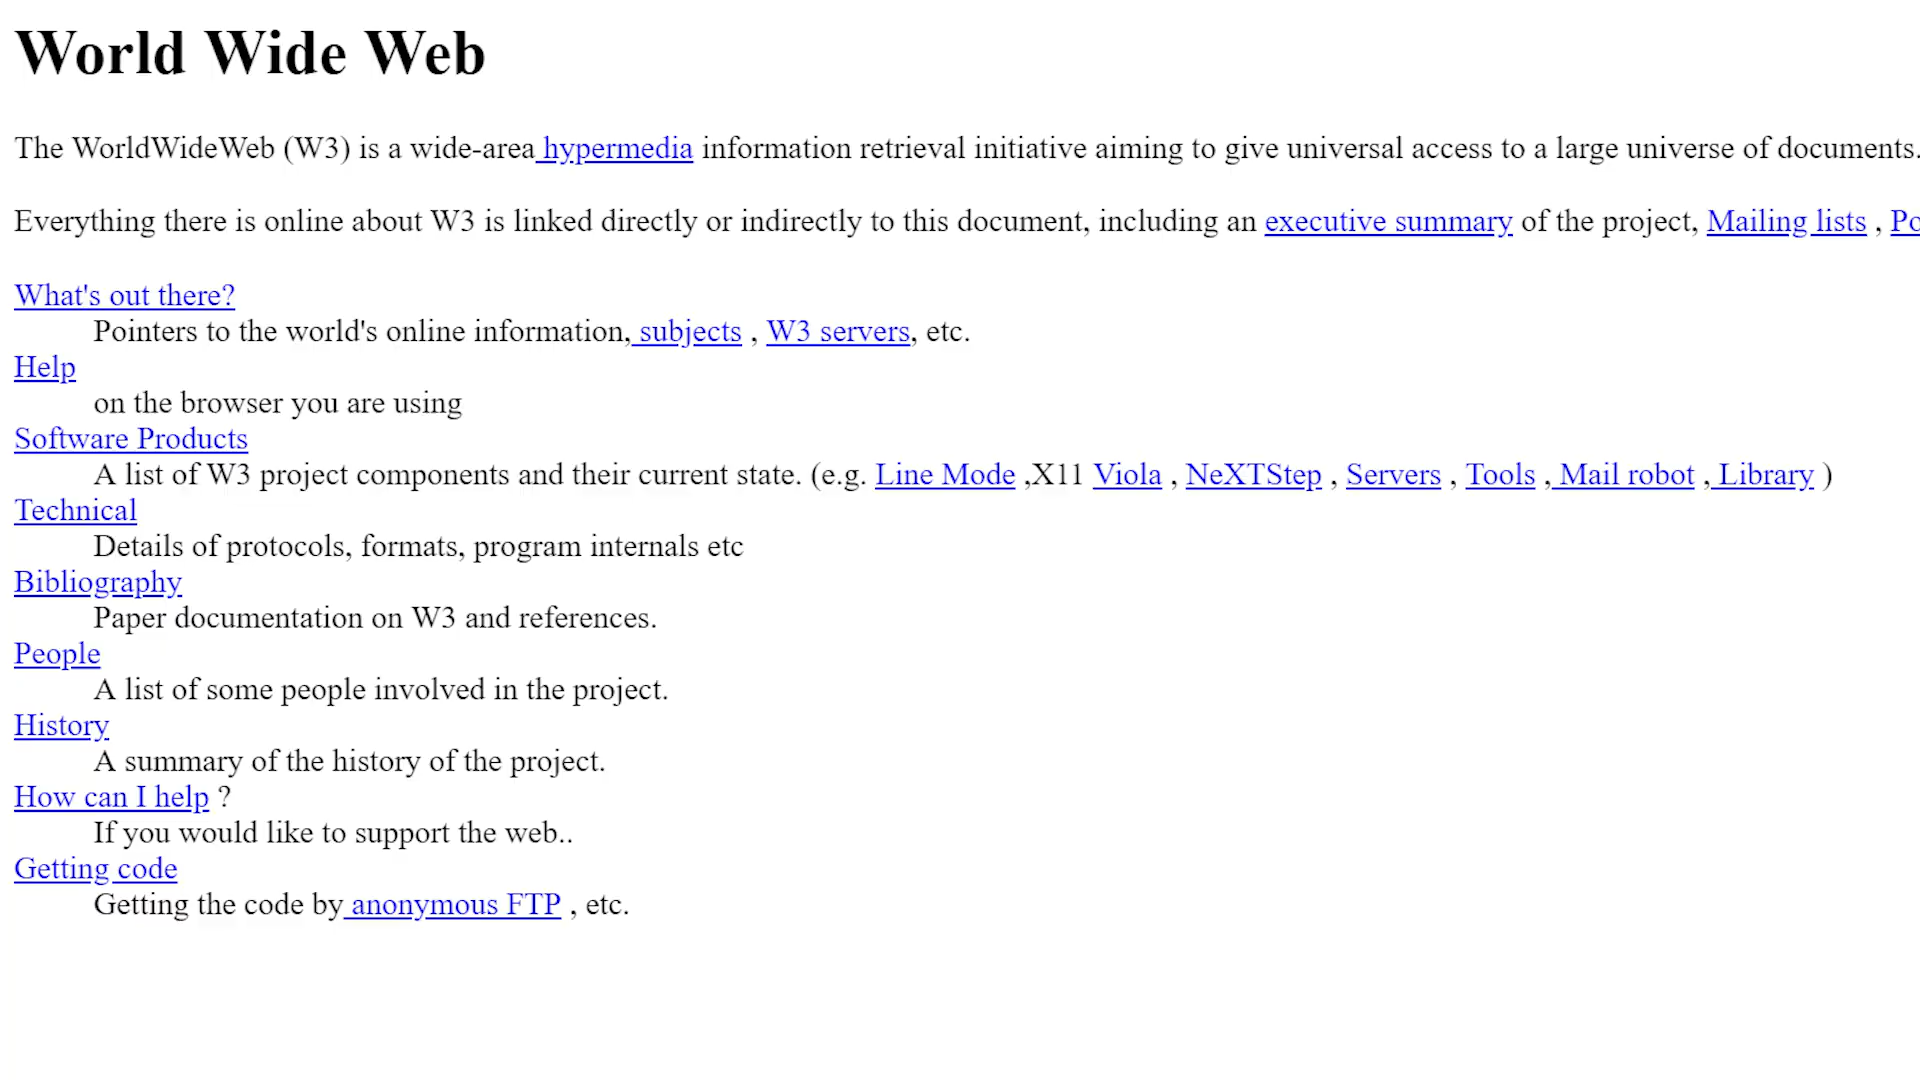 World Wide Web
The WorldWideWeb (W3) is a wide-area hypermedia information retrieval initiative aiming to give universal access to a large universe of documents.
Everything there is online about W3 is linked directly or indirectly to this document, including an executive summary of the project, Mailing lists ,
What's out there?
Pointers to the world's online information, subjects , W3 servers, etc.
Help
on the browser you are using
Software Products
A list of W3 project components and their current state. (e.g. Line Mode ,X11 Viola , NeXTStep , Servers , Tools , Mail robot , Library )
Technical
Details of protocols, formats, program internals etc
Bibliography
Paper documentation on W3 and references.
People
A list of some people involved in the project.
History
A summary of the history of the project.
How can I help ?
If you would like to support the web..
Getting code
Getting the code by anonymous FTP , etc.